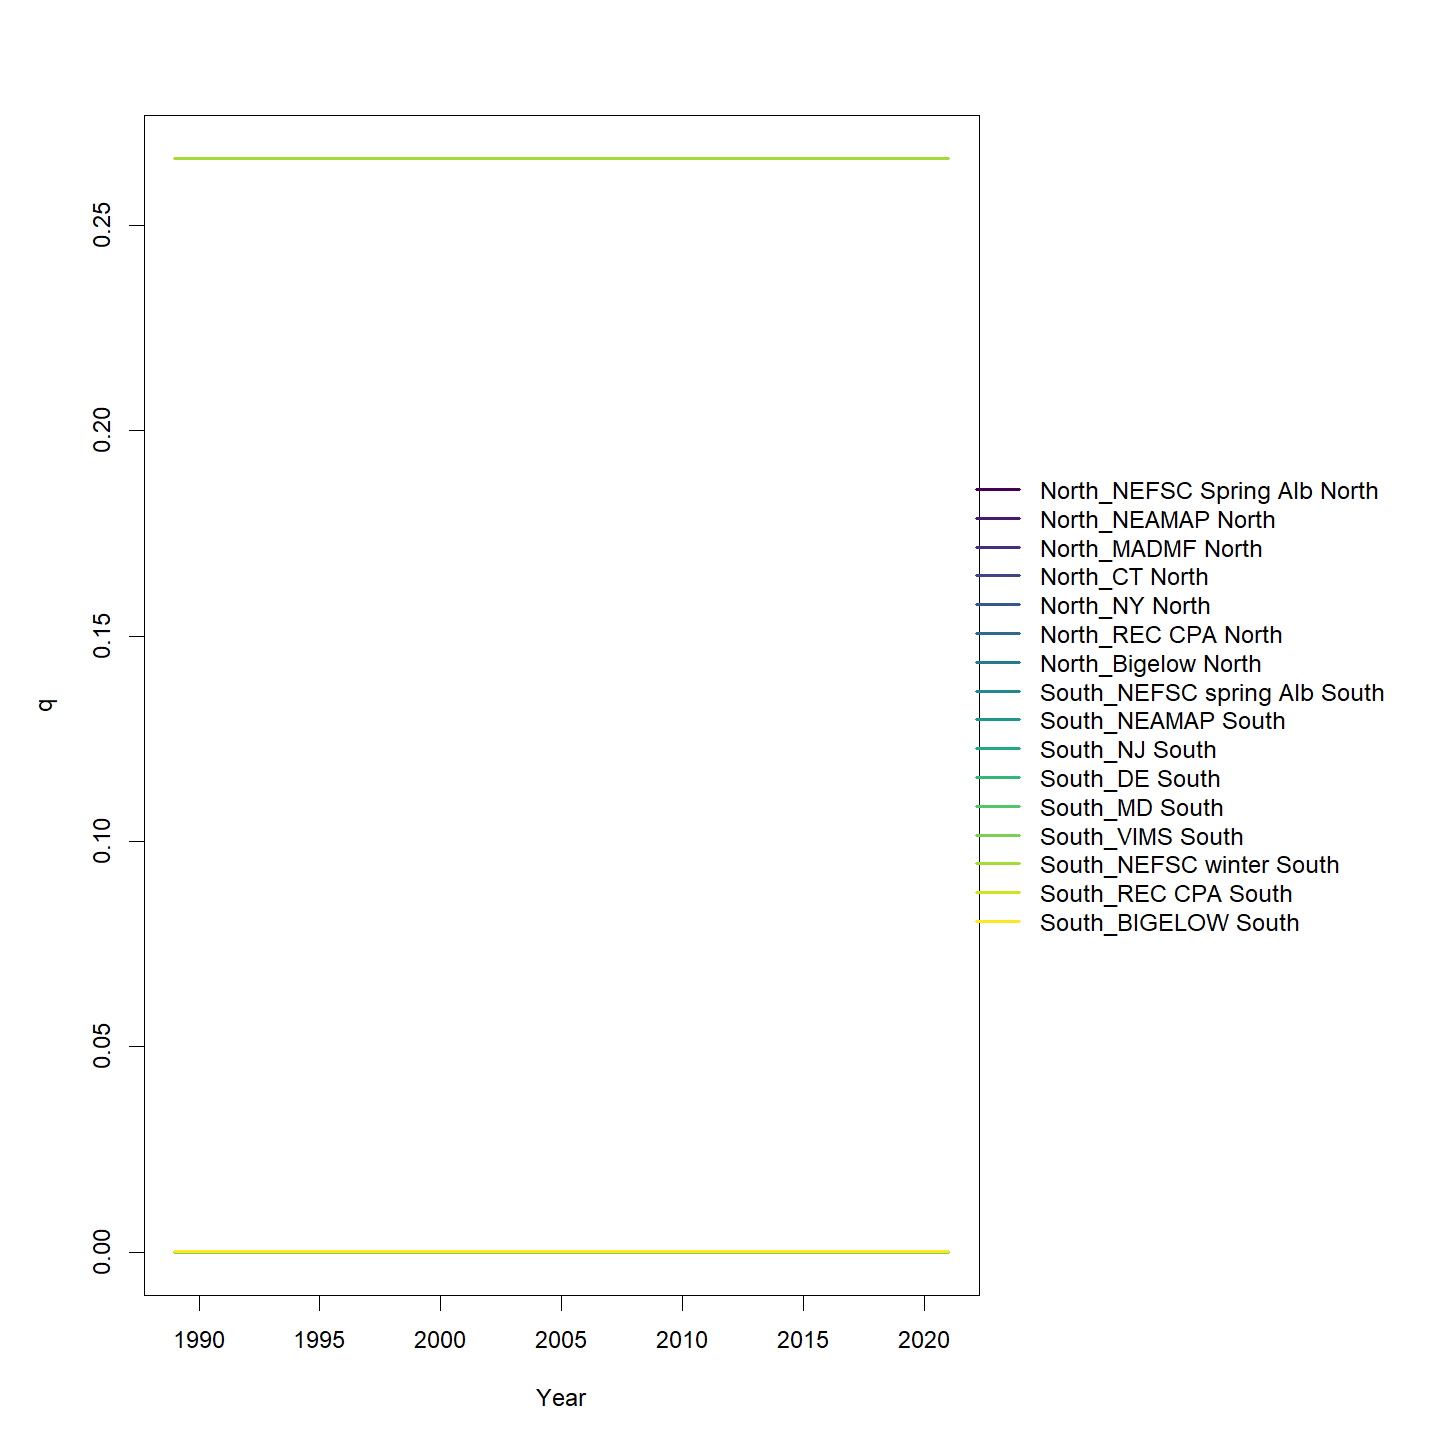 0.25
0.20
0.15
0.10
0.05
0.00
q
1990 1995 2000 2005 2010 2015 2020
Year
North_NEFSC Spring Alb North
North_NEAMAP North
North_MADMF North
North_CT North
North_NY North
North_REC CPA North
North_Bigelow North
South_NEFSC spring Alb South
South_NEAMAP South
South_NJ South
South_DE South
South_MD South
South_VIMS South
South_NEFSC winter South
South_REC CPA South
South_BIGELOW South